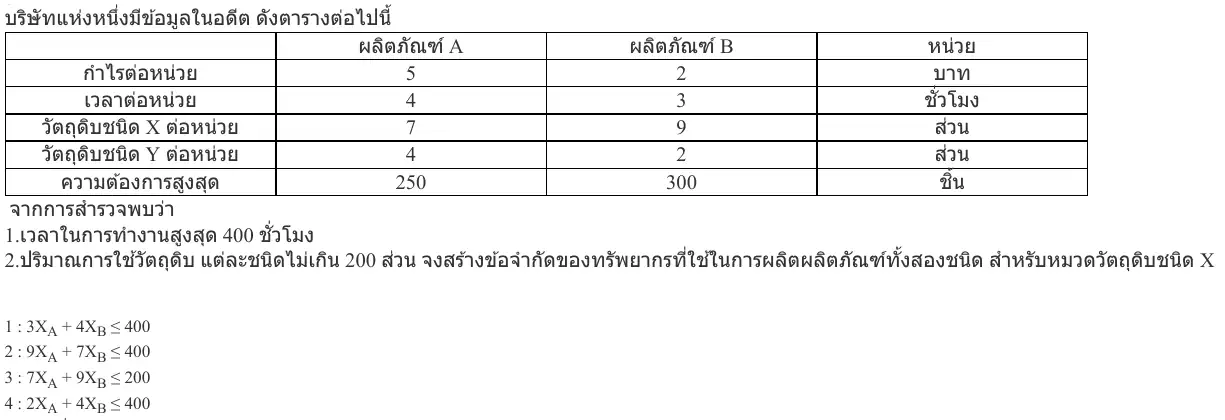 บริษัทแห่งหนึ่งมีข้อมูลในอดีต ดังตารางต่อไปนี้
ผลิตภัณฑ์ A ผลิตภัณฑ์ B หน่วย
กำไรต่อหน่วย 5 2 บาท
เวลาต่อหน่วย 4 3 ชั่วโมง
วัตถุดิบชนิด X ต่อหน่วย 7 9 ส่วน
วัตถุดิบชนิด Y ต่อหน่วย 4 2 ส่วน
ความต้องการสูงสุด 250 300 ชิ้น
จากการสำรวจพบว่า
1.เวลาในการทำงานสูงสุด 400 ชั่วโมง
2.ปริมาณการใช้วัตถุดิบ แต่ละชนิดไม่เกิน 200 ส่วน จงสร้างข้อจำกัดของทรัพยากรที่ใช้ในการผลิตผลิตภัณฑ์ทั้งสองชนิด สำหรับหมวดวัตถุดิบชนิด X
1 : 3XA + 4XB ≤ 400
2 : 9XA + 7XB ≤ 400
3 : 7XA + 9XB ≤ 200
4 : 2XA + 4XB ≤ 400